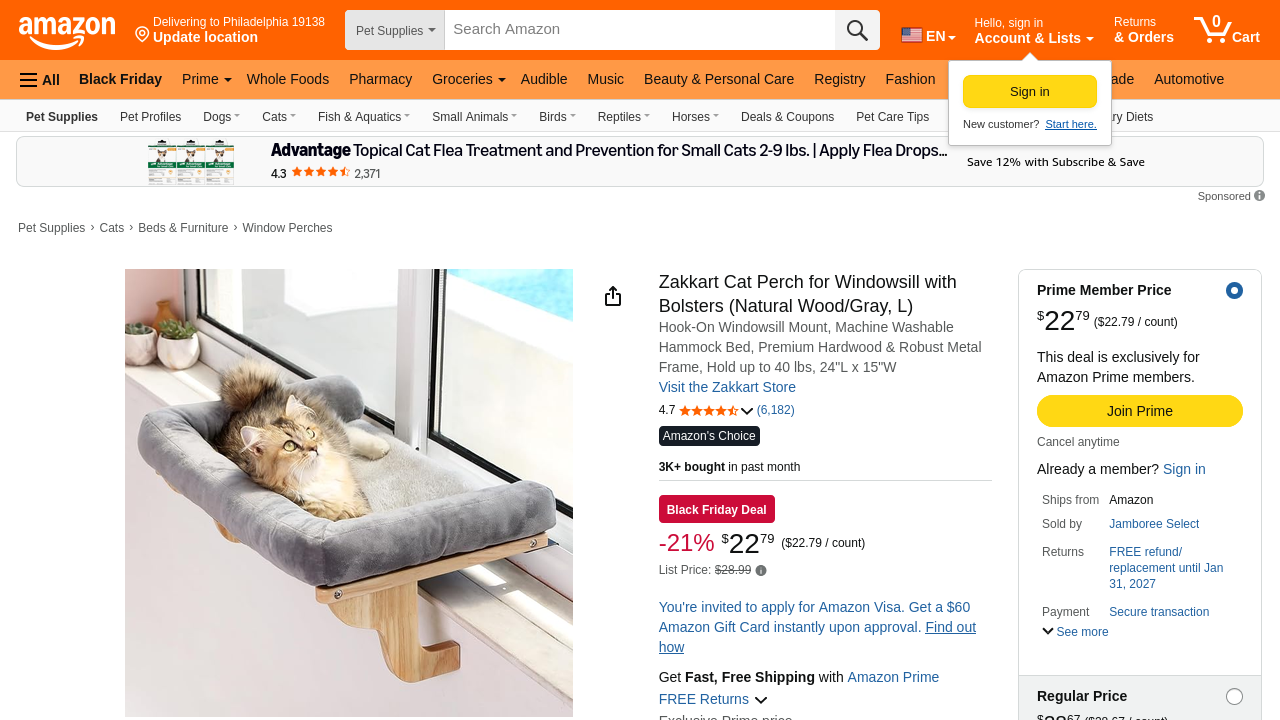 amazon
Delivering to Philadelphia 19138
Update location
Pet Supplies
Search Amazon
EN
Hello, sign in
Account & Lists
Returns
& Orders
0
Cart
All
Black Friday
Prime
Whole Foods
Pharmacy
Groceries
Audible
Music
Beauty & Personal Care
Registry
Fashion
ade
Automotive
Sign in
New customer? Start here.
Pet Supplies
Pet Profiles
Dogs
Cats
Fish & Aquatics
Small Animals
Birds
Reptiles
Horses
Deals & Coupons
Pet Care Tips
ry Diets
Advantage Topical Cat Flea Treatment and Prevention for Small Cats 2-9 lbs. | Apply Flea Drops...
4.3
2,371
Save 12% with Subscribe & Save
Sponsored
Pet Supplies › Cats › Beds & Furniture › Window Perches
Zakkart Cat Perch for Windowsill with
Bolsters (Natural Wood/Gray, L)
Hook-On Windowsill Mount, Machine Washable
Hammock Bed, Premium Hardwood & Robust Metal
Frame, Hold up to 40 lbs, 24"L x 15"W
Visit the Zakkart Store
4.7
(6,182)
Amazon's Choice
3K+ bought in past month
Black Friday Deal
-21% $22 79 ($22.79 / count)
List Price: $28.99
You're invited to apply for Amazon Visa. Get a $60
Amazon Gift Card instantly upon approval. Find out
how
Get Fast, Free Shipping with Amazon Prime
FREE Returns
Exclusive Prime price
Prime Member Price
$22 79 ($22.79 / count)
This deal is exclusively for
Amazon Prime members.
Join Prime
Cancel anytime
Already a member? Sign in
Ships from Amazon
Sold by Jamboree Select
Returns FREE refund/
replacement until Jan
31, 2027
Payment Secure transaction
See more
Regular Price
$28 67 ($28.67 / count)